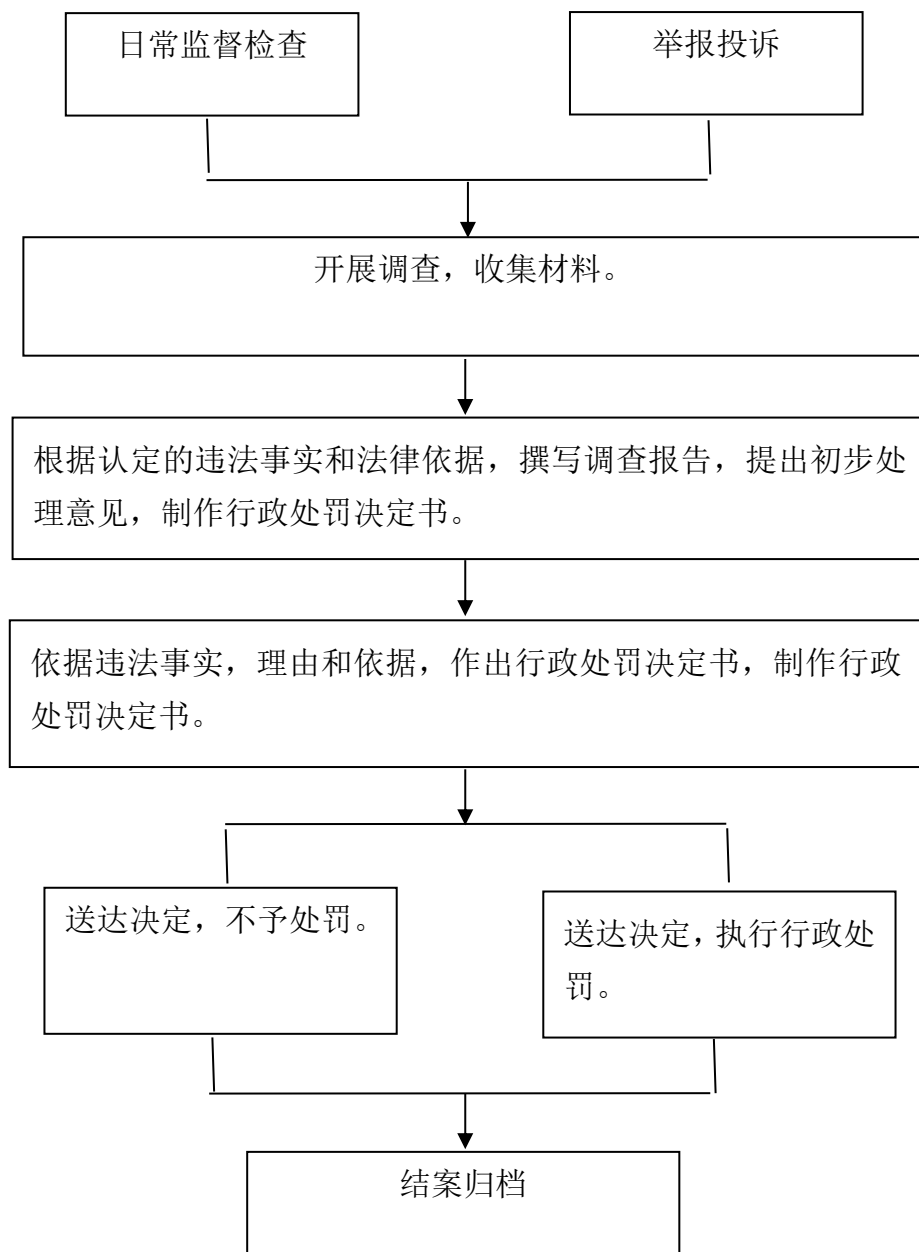 日常监督检查
举报投诉
开展调查，收集材料。
根据认定的违法事实和法律依据，撰写调查报告，提出初步处
理意见，制作行政处罚决定书。
依据违法事实，理由和依据，作出行政处罚决定书，制作行政
处罚决定书。
送达决定，不予处罚。
送达决定，执行行政处
罚。
结案归档